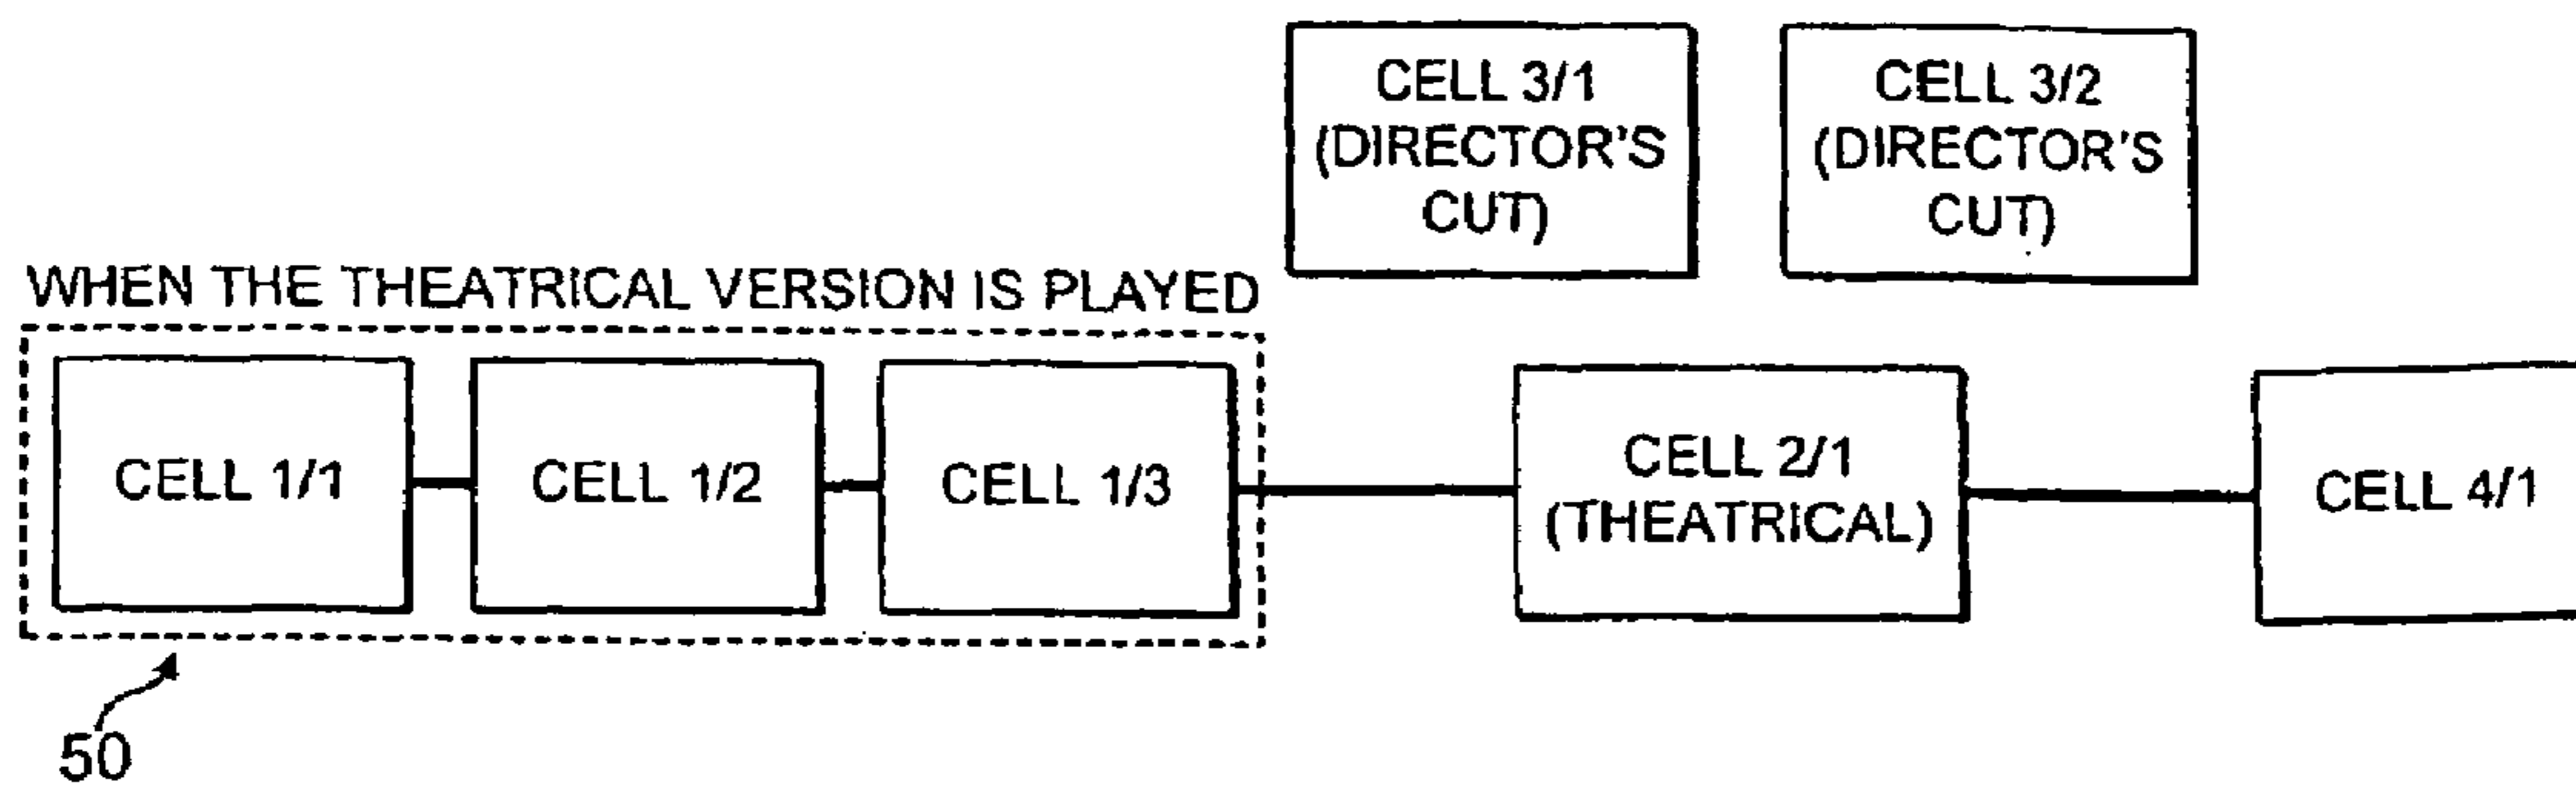 CELL 3/1
(DIRECTOR'S
CUT)
CELL 3/2
(DIRECTOR'S
CUT)
WHEN THE THEATRICAL VERSION IS PLAYED
CELL 1/1
CELL 1/2
CELL 1/3
CELL 2/1
(THEATRICAL)
CELL 4/1
50